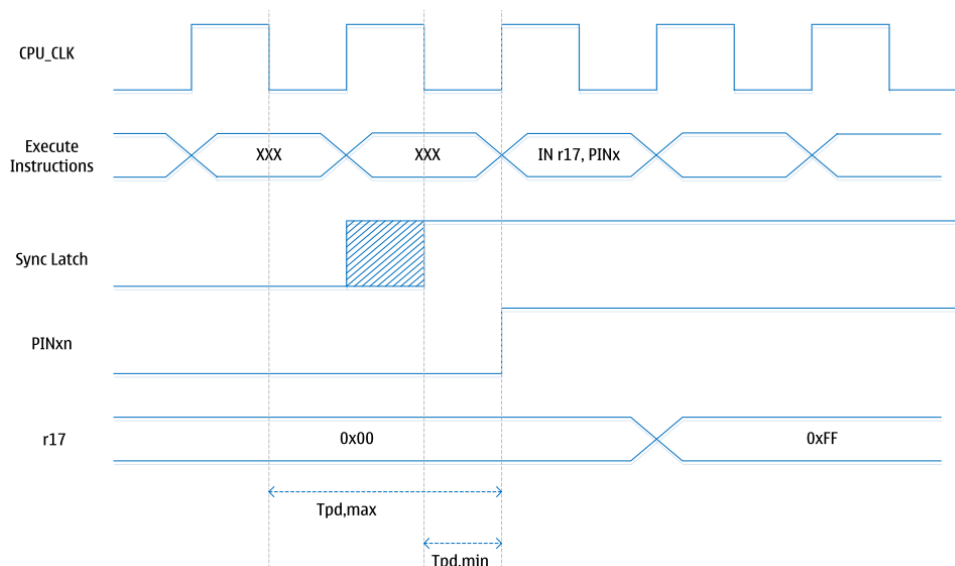 CPU_CLK
Execute
Instructions
XXX
XXX
IN r17, PINx
Sync Latch
PINxn
r17
0x00
0xFF
Tpd,max
Tpd,min